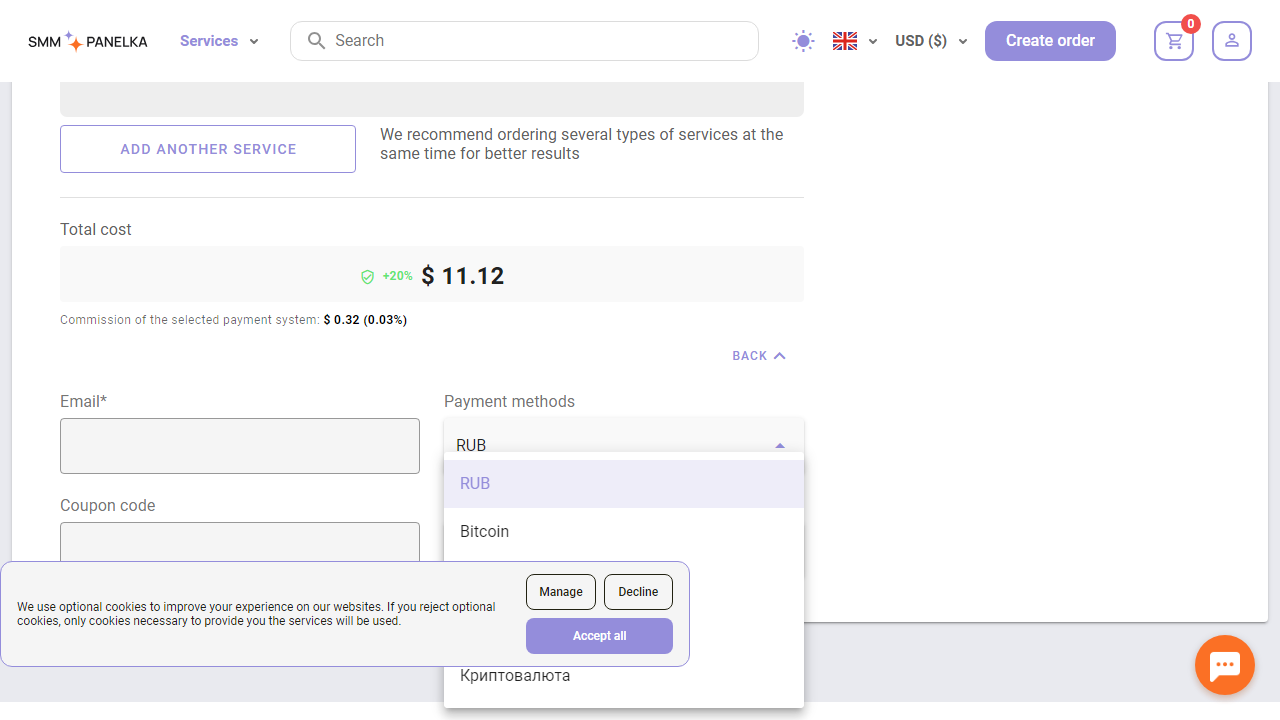 SMM PANELKA
Services
Search
USD ($)
Create order
0
ADD ANOTHER SERVICE
We recommend ordering several types of services at the
same time for better results
Total cost
+20% $ 11.12
Commission of the selected payment system: $ 0.32 (0.03%)
BACK
Email*
Payment methods
RUB
RUB
Coupon code
Bitcoin
We use optional cookies to improve your experience on our websites. If you reject optional
cookies, only cookies necessary to provide you the services will be used.
Manage
Decline
Accept all
Криптовалюта